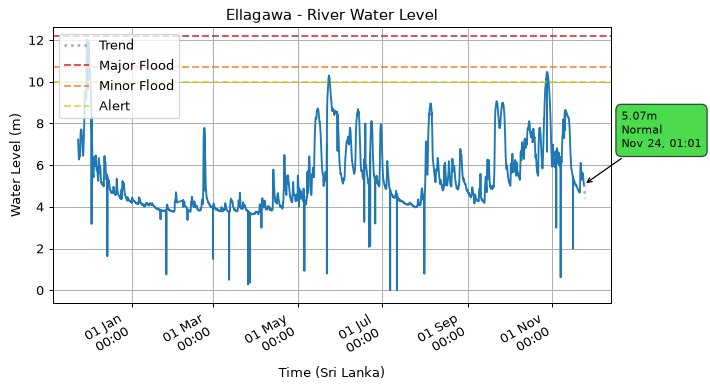 Ellagawa - River Water Level
Trend
Major Flood
Minor Flood
Alert
12
10
8
6
4
2
0
Water Level (m)
5.07m
Normal
Nov 24, 01:01
01 Jan
00:00
01 Mar
00:00
01 May
00:00
01 Jul
00:00
01 Sep
00:00
01 Nov
00:00
Time (Sri Lanka)